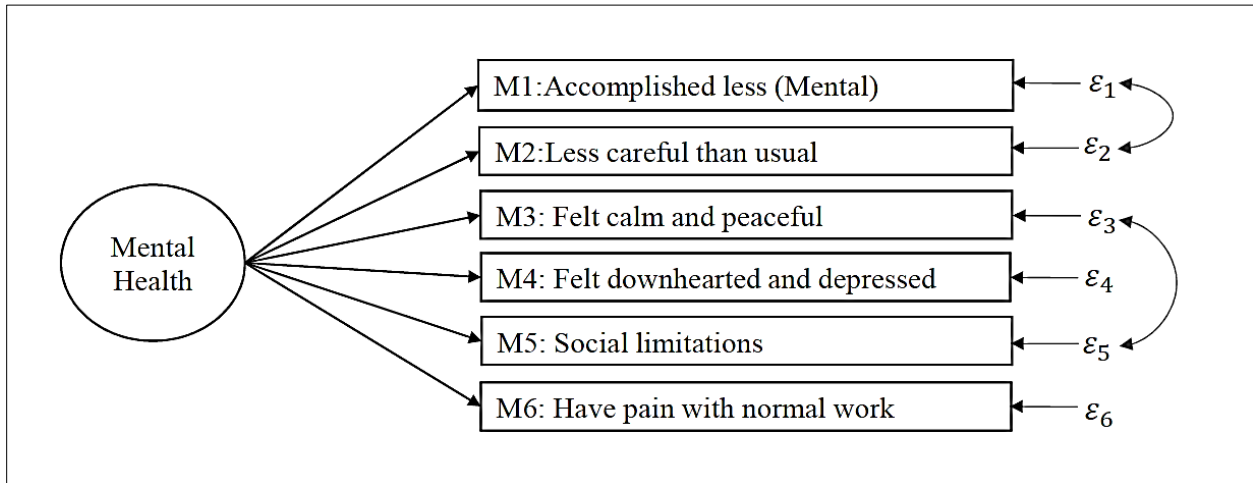 M1:Accomplished less (Mental)
ε1
M2:Less careful than usual
ε2
M3: Felt calm and peaceful
ε3
Mental
Health
M4: Felt downhearted and depressed
ε4
M5: Social limitations
ε5
M6: Have pain with normal work
ε6